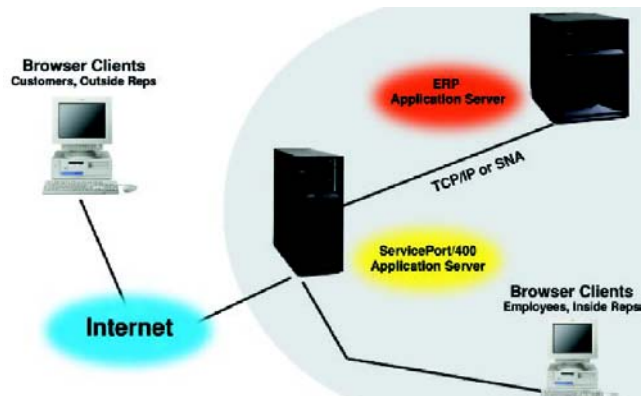 Browser Clients
Customers, Outside Reps
ERP
Application Server
TCP/IP or SNA
ServicePort/400
Application Server
Internet
Browser Clients
Employees, Inside Reps